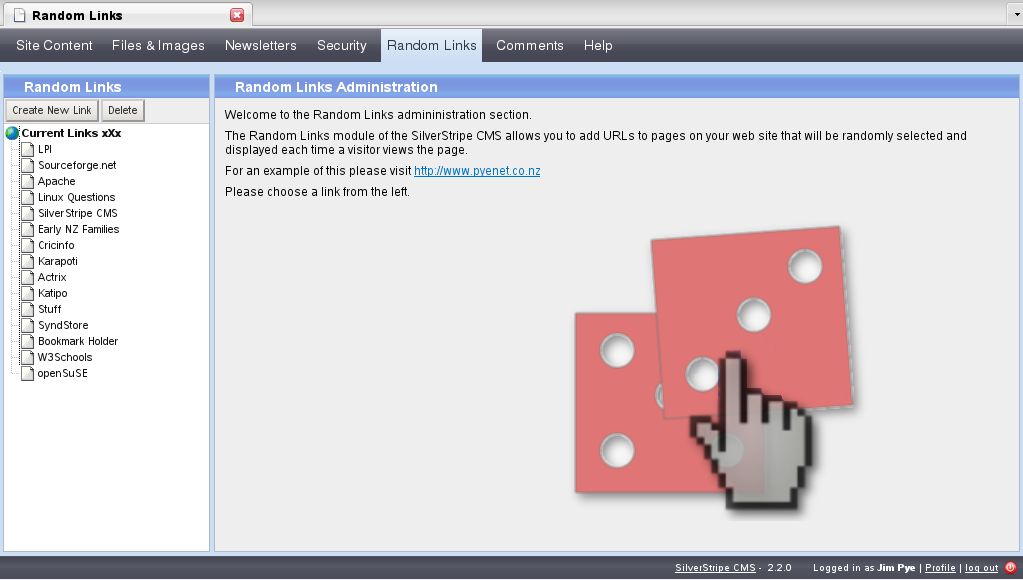 Random Links
Site Content Files & Images Newsletters Security Random Links Comments Help
Random Links
Create New Link Delete
Current Links xXx
LPI
Sourceforge.net
Apache
Linux Questions
SilverStripe CMS
Early NZ Families
Cricinfo
Karapoti
Actrix
Katipo
Stuff
SyndStore
Bookmark Holder
W3Schools
openSuSE
Random Links Administration
Welcome to the Random Links admininistration section.
The Random Links module of the SilverStripe CMS allows you to add URLs to pages on your web site that will be randomly selected and
displayed each time a visitor views the page.
For an example of this please visit http://www.pyenet.co.nz
Please choose a link from the left.
SilverStripe CMS - 2.2.0 Logged in as Jim Pye | Profile | log out